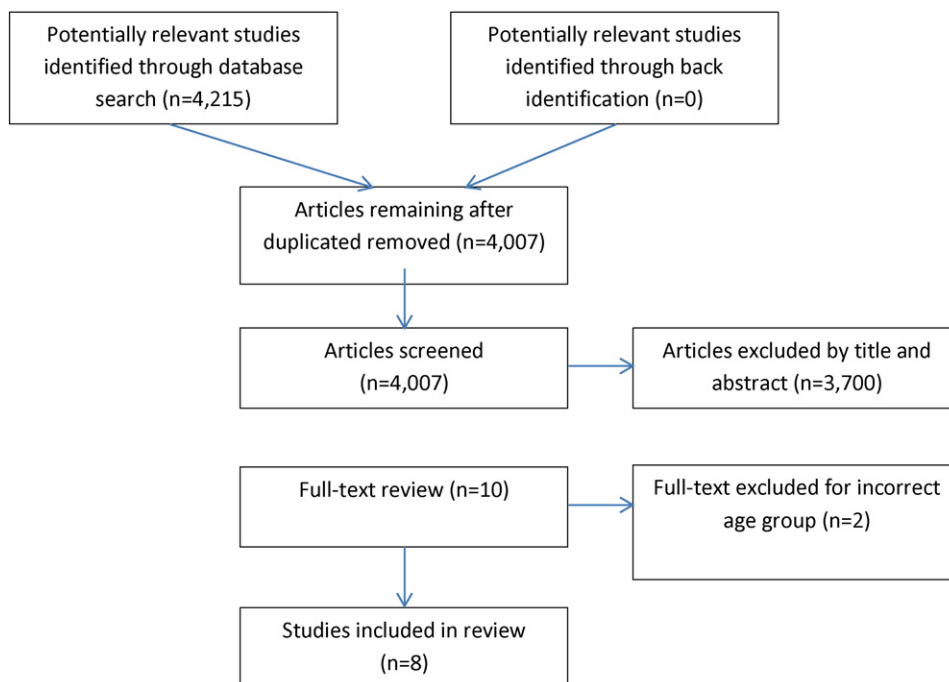 Potentially relevant studies
identified through database
search (n=4,215)
Potentially relevant studies
identified through back
identification (n=0)
Articles remaining after
duplicated removed (n=4,007)
Articles screened
(n=4,007)
Articles excluded by title and
abstract (n=3,700)
Full-text review (n=10)
Full-text excluded for incorrect
age group (n=2)
Studies included in review
(n=8)